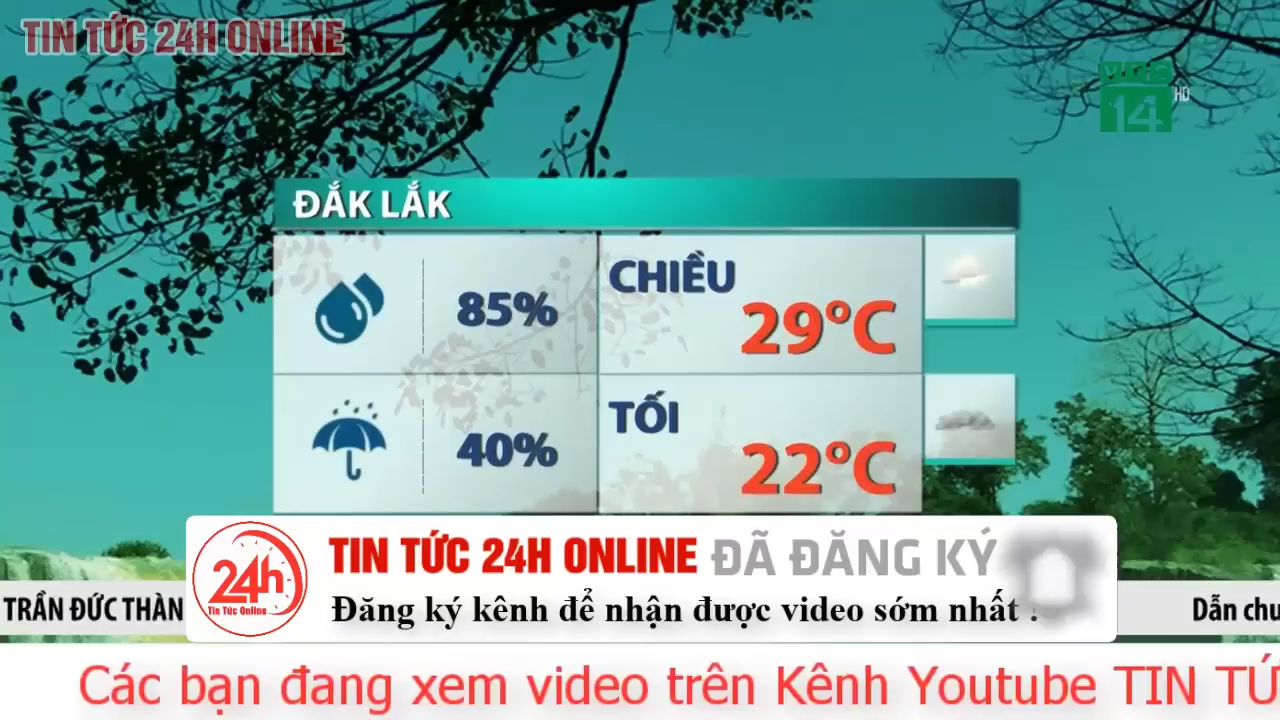 TIN TỨC 24H ONLINE
VTC
14
HD
ĐẮK LẮK
85%
CHIỀU
29°C
40%
TỐI
22°C
24h
Tin Tức Online
TIN TỨC 24H ONLINE ĐÃ ĐĂNG KÝ
Đăng ký kênh để nhận được video sớm nhất !
TRẦN ĐỨC THÀN
Dẫn chu
Các bạn đang xem video trên Kênh Youtube TIN TỨ